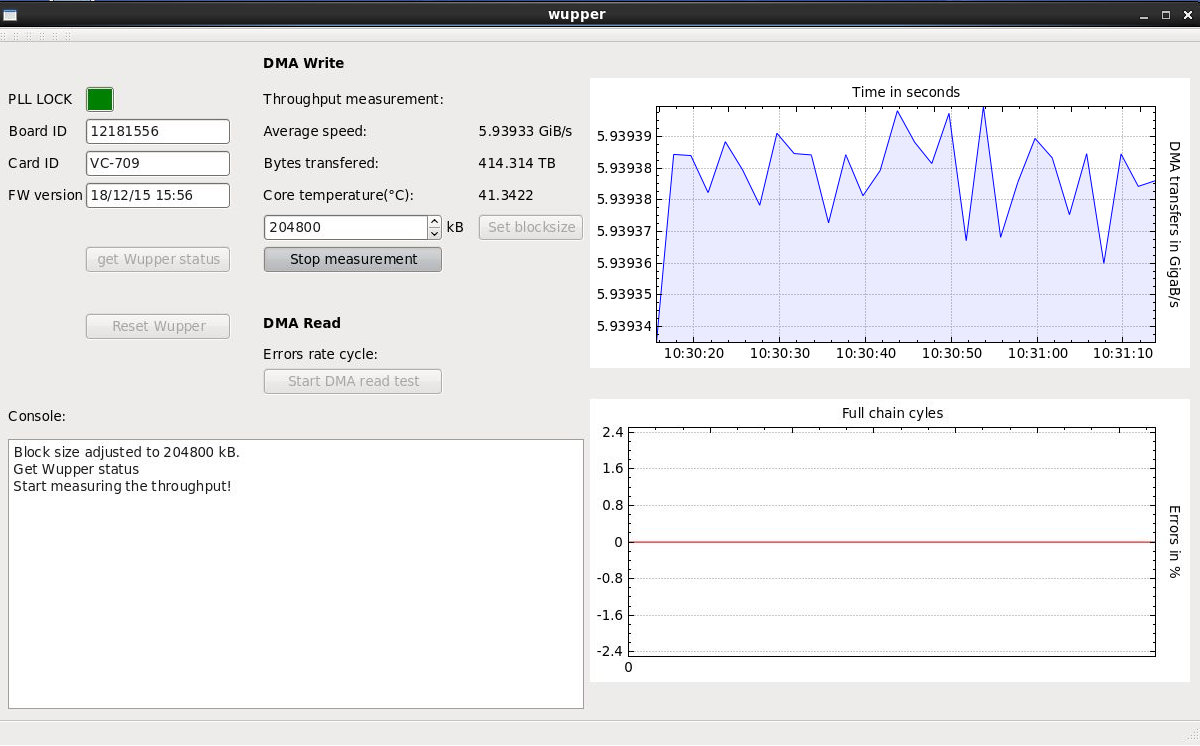 wupper
DMA Write
PLL LOCK
Throughput measurement:
Board ID 12181556
Average speed: 5.93933 GiB/s
Card ID VC-709
Bytes transfered: 414.314 TB
FW version 18/12/15 15:56
Core temperature(°C): 41.3422
204800 kB Set blocksize
get Wupper status
Stop measurement
Reset Wupper
DMA Read
Errors rate cycle:
Start DMA read test
Console:
Block size adjusted to 204800 kB.
Get Wupper status
Start measuring the throughput!
Time in seconds
5.93939
5.93938
5.93938
5.93937
5.93936
5.93935
5.93934
10:30:20 10:30:30 10:30:40 10:30:50 10:31:00 10:31:10
DMA transfers in GigaB/s
Full chain cyles
2.4
1.6
0.8
0
-0.8
-1.6
-2.4
0
Errors in %